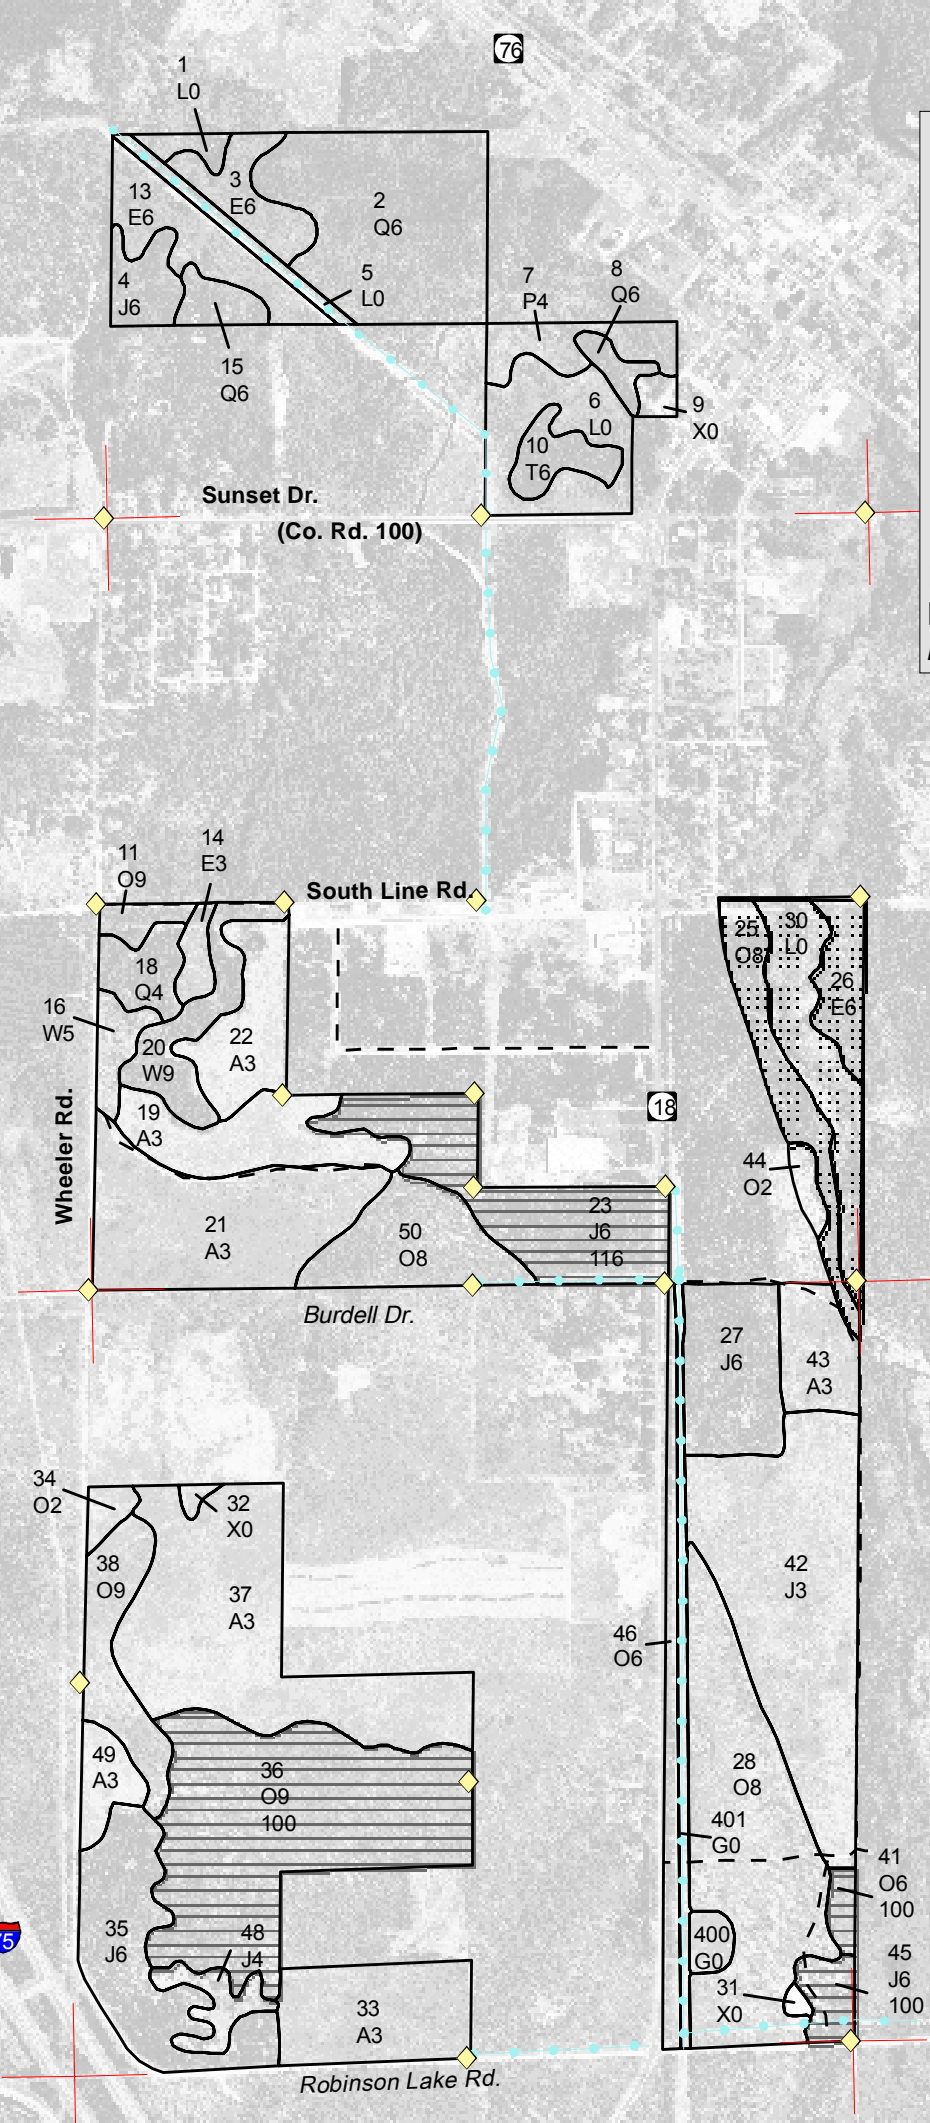 76
1
L0
3
E6
2
Q6
13
E6
4
J6
5
L0
15
Q6
7
P4
8
Q6
6
L0
9
X0
10
T6
Sunset Dr.
(Co. Rd. 100)
14
E3
11
O9
South Line Rd.
18
Q4
16
W5
20
W9
22
A3
19
A3
Wheeler Rd.
25
O8
30
L0
26
E6
18
44
O2
21
A3
50
O8
23
J6
116
Burdell Dr.
27
J6
43
A3
34
O2
32
X0
38
O9
37
A3
42
J3
46
O6
49
A3
36
O9
100
28
O8
401
G0
41
O6
100
35
J6
48
J4
400
G0
45
J6
100
31
X0
33
A3
Robinson Lake Rd.